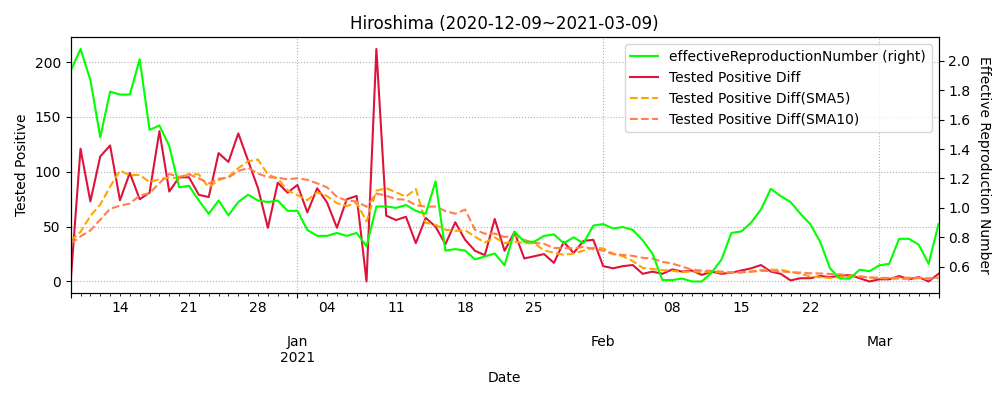 Hiroshima (2020-12-09~2021-03-09)
effectiveReproductionNumber (right)
Tested Positive Diff
Tested Positive Diff(SMA5)
Tested Positive Diff(SMA10)
Tested Positive
200
150
100
50
0
Effective Reproduction Number
2.0
1.8
1.6
1.4
1.2
1.0
0.8
0.6
14 21 28 04 11 18 25 08 15 22
Jan Feb Mar
2021
Date